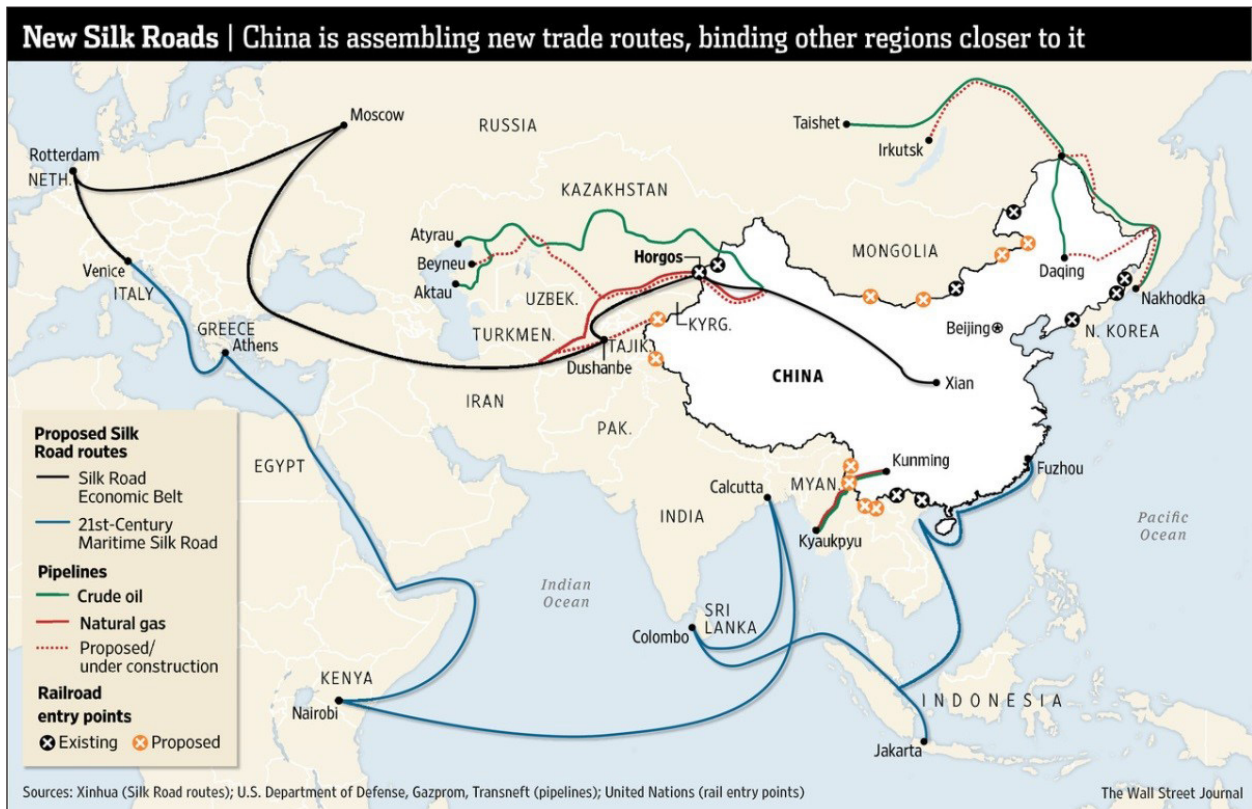 New Silk Roads | China is assembling new trade routes, binding other regions closer to it
Moscow
RUSSIA
Taishet
Irkutsk
Rotterdam
NETH.
KAZAKHSTAN
Atyrau
Beyneu
Aktau
Horgos
MONGOLIA
Daqing
Nakhodka
Venice
ITALY
UZBEK.
KYRG.
Beijing
N. KOREA
GREECE
Athens
TURKMEN.
TAJIK.
Dushanbe
CHINA
Xian
IRAN
PAK.
Proposed Silk
Road routes
Silk Road
Economic Belt
21st-Century
Maritime Silk Road
Pipelines
Crude oil
Natural gas
Proposed/
under construction
Railroad
entry points
Existing
Proposed
EGYPT
Calcutta
MYAN.
Kunming
Fuzhou
INDIA
Kyaukpyu
Pacific
Ocean
Indian
Ocean
SRI
LANKA
Colombo
KENYA
Nairobi
INDONESIA
Jakarta
Sources: Xinhua (Silk Road routes); U.S. Department of Defense, Gazprom, Transneft (pipelines); United Nations (rail entry points)
The Wall Street Journal